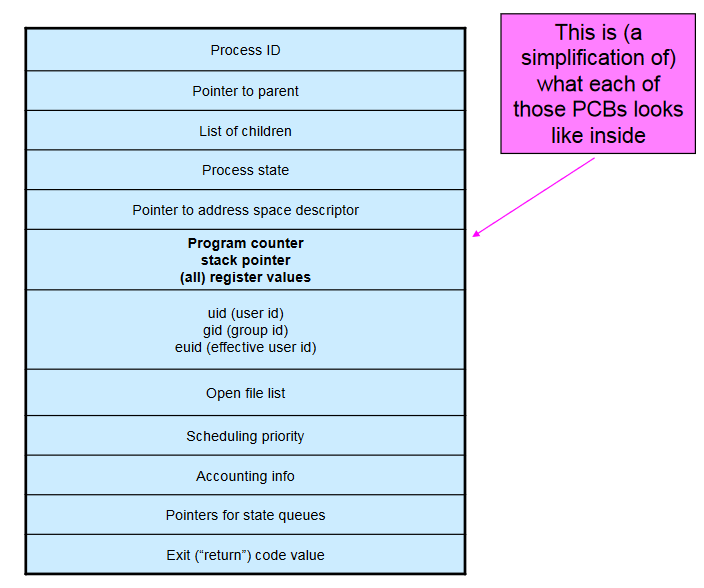 Process ID
Pointer to parent
List of children
Process state
Pointer to address space descriptor
Program counter
stack pointer
(all) register values
uid (user id)
gid (group id)
euid (effective user id)
Open file list
Scheduling priority
Accounting info
Pointers for state queues
Exit (“return”) code value
This is (a
simplification of)
what each of
those PCBs looks
like inside